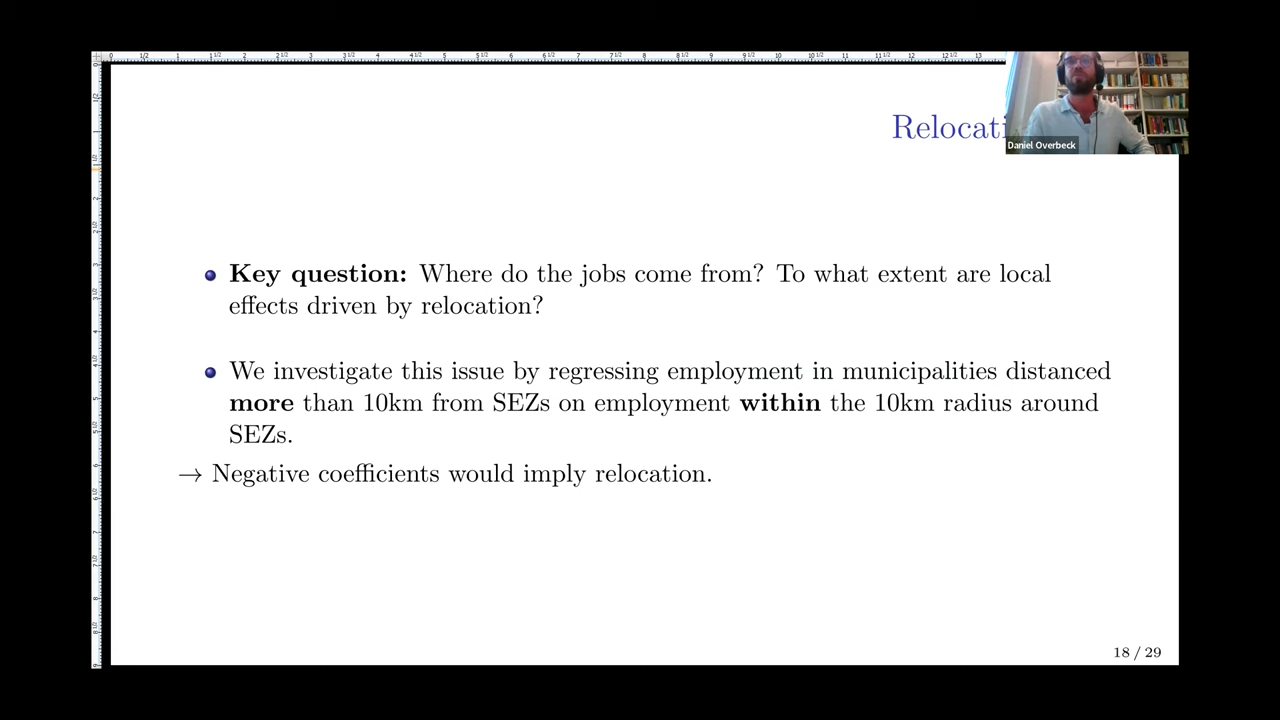 Relocati
Daniel Overbeck
Key question: Where do the jobs come from? To what extent are local
effects driven by relocation?
We investigate this issue by regressing employment in municipalities distanced
more than 10km from SEZs on employment within the 10km radius around
SEZs.
→ Negative coefficients would imply relocation.
18 / 29